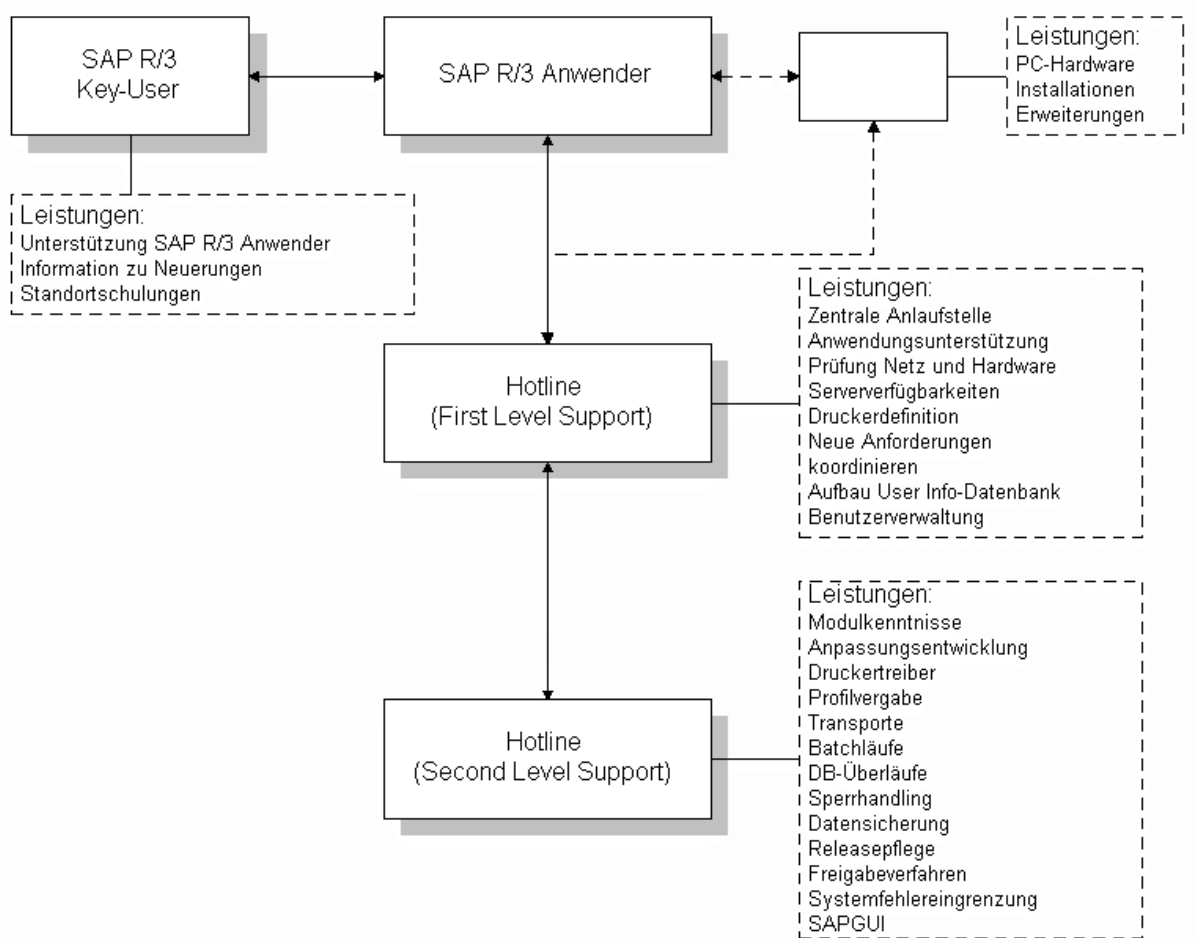 SAP R/3
Key-User
SAP R/3 Anwender
Leistungen:
PC-Hardware
Installationen
Erweiterungen
Leistungen:
Unterstützung SAP R/3 Anwender
Information zu Neuerungen
Standortschulungen
Hotline
(First Level Support)
Leistungen:
Zentrale Anlaufstelle
Anwendungsunterstützung
Prüfung Netz und Hardware
Serververfügbarkeiten
Druckerdefinition
Neue Anforderungen
koordinieren
Aufbau User Info-Datenbank
Benutzerverwaltung
Hotline
(Second Level Support)
Leistungen:
Modulkenntnisse
Anpassungsentwicklung
Druckertreiber
Profilvergabe
Transporte
Batchläufe
DB-Überläufe
Sperrhandling
Datensicherung
Releasepflege
Freigabeverfahren
Systemfehlereingrenzung
SAPGUI